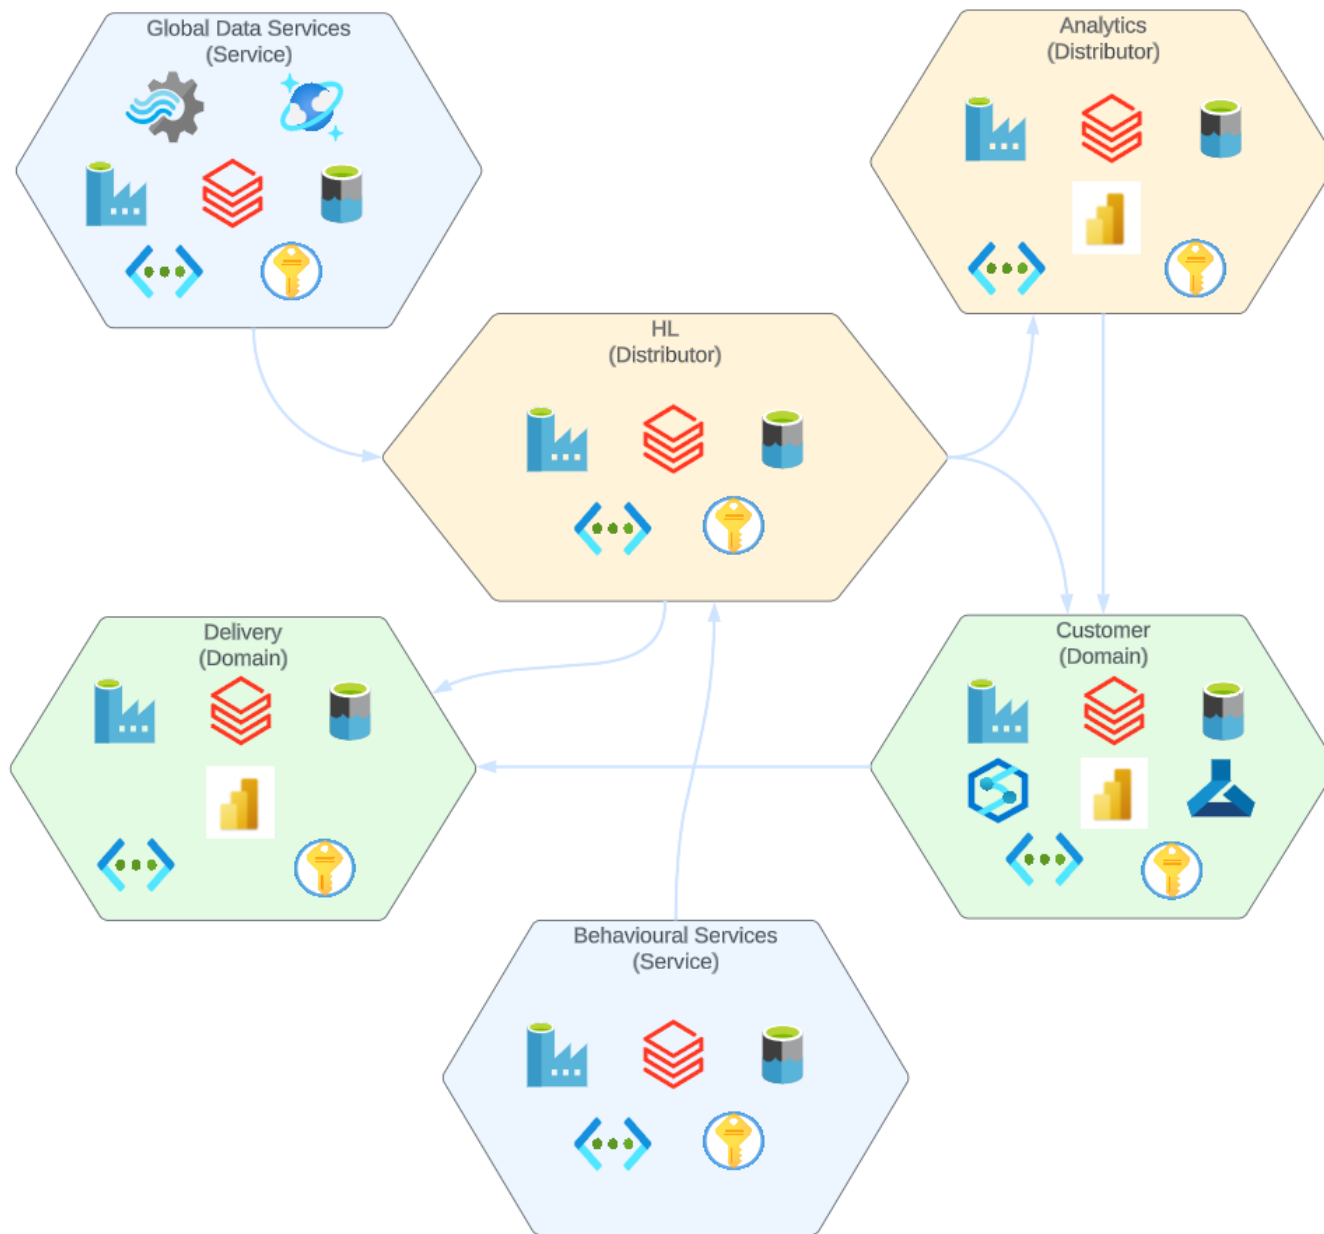 Global Data Services
(Service)
Analytics
(Distributor)
HL
(Distributor)
Delivery
(Domain)
Customer
(Domain)
Behavioural Services
(Service)